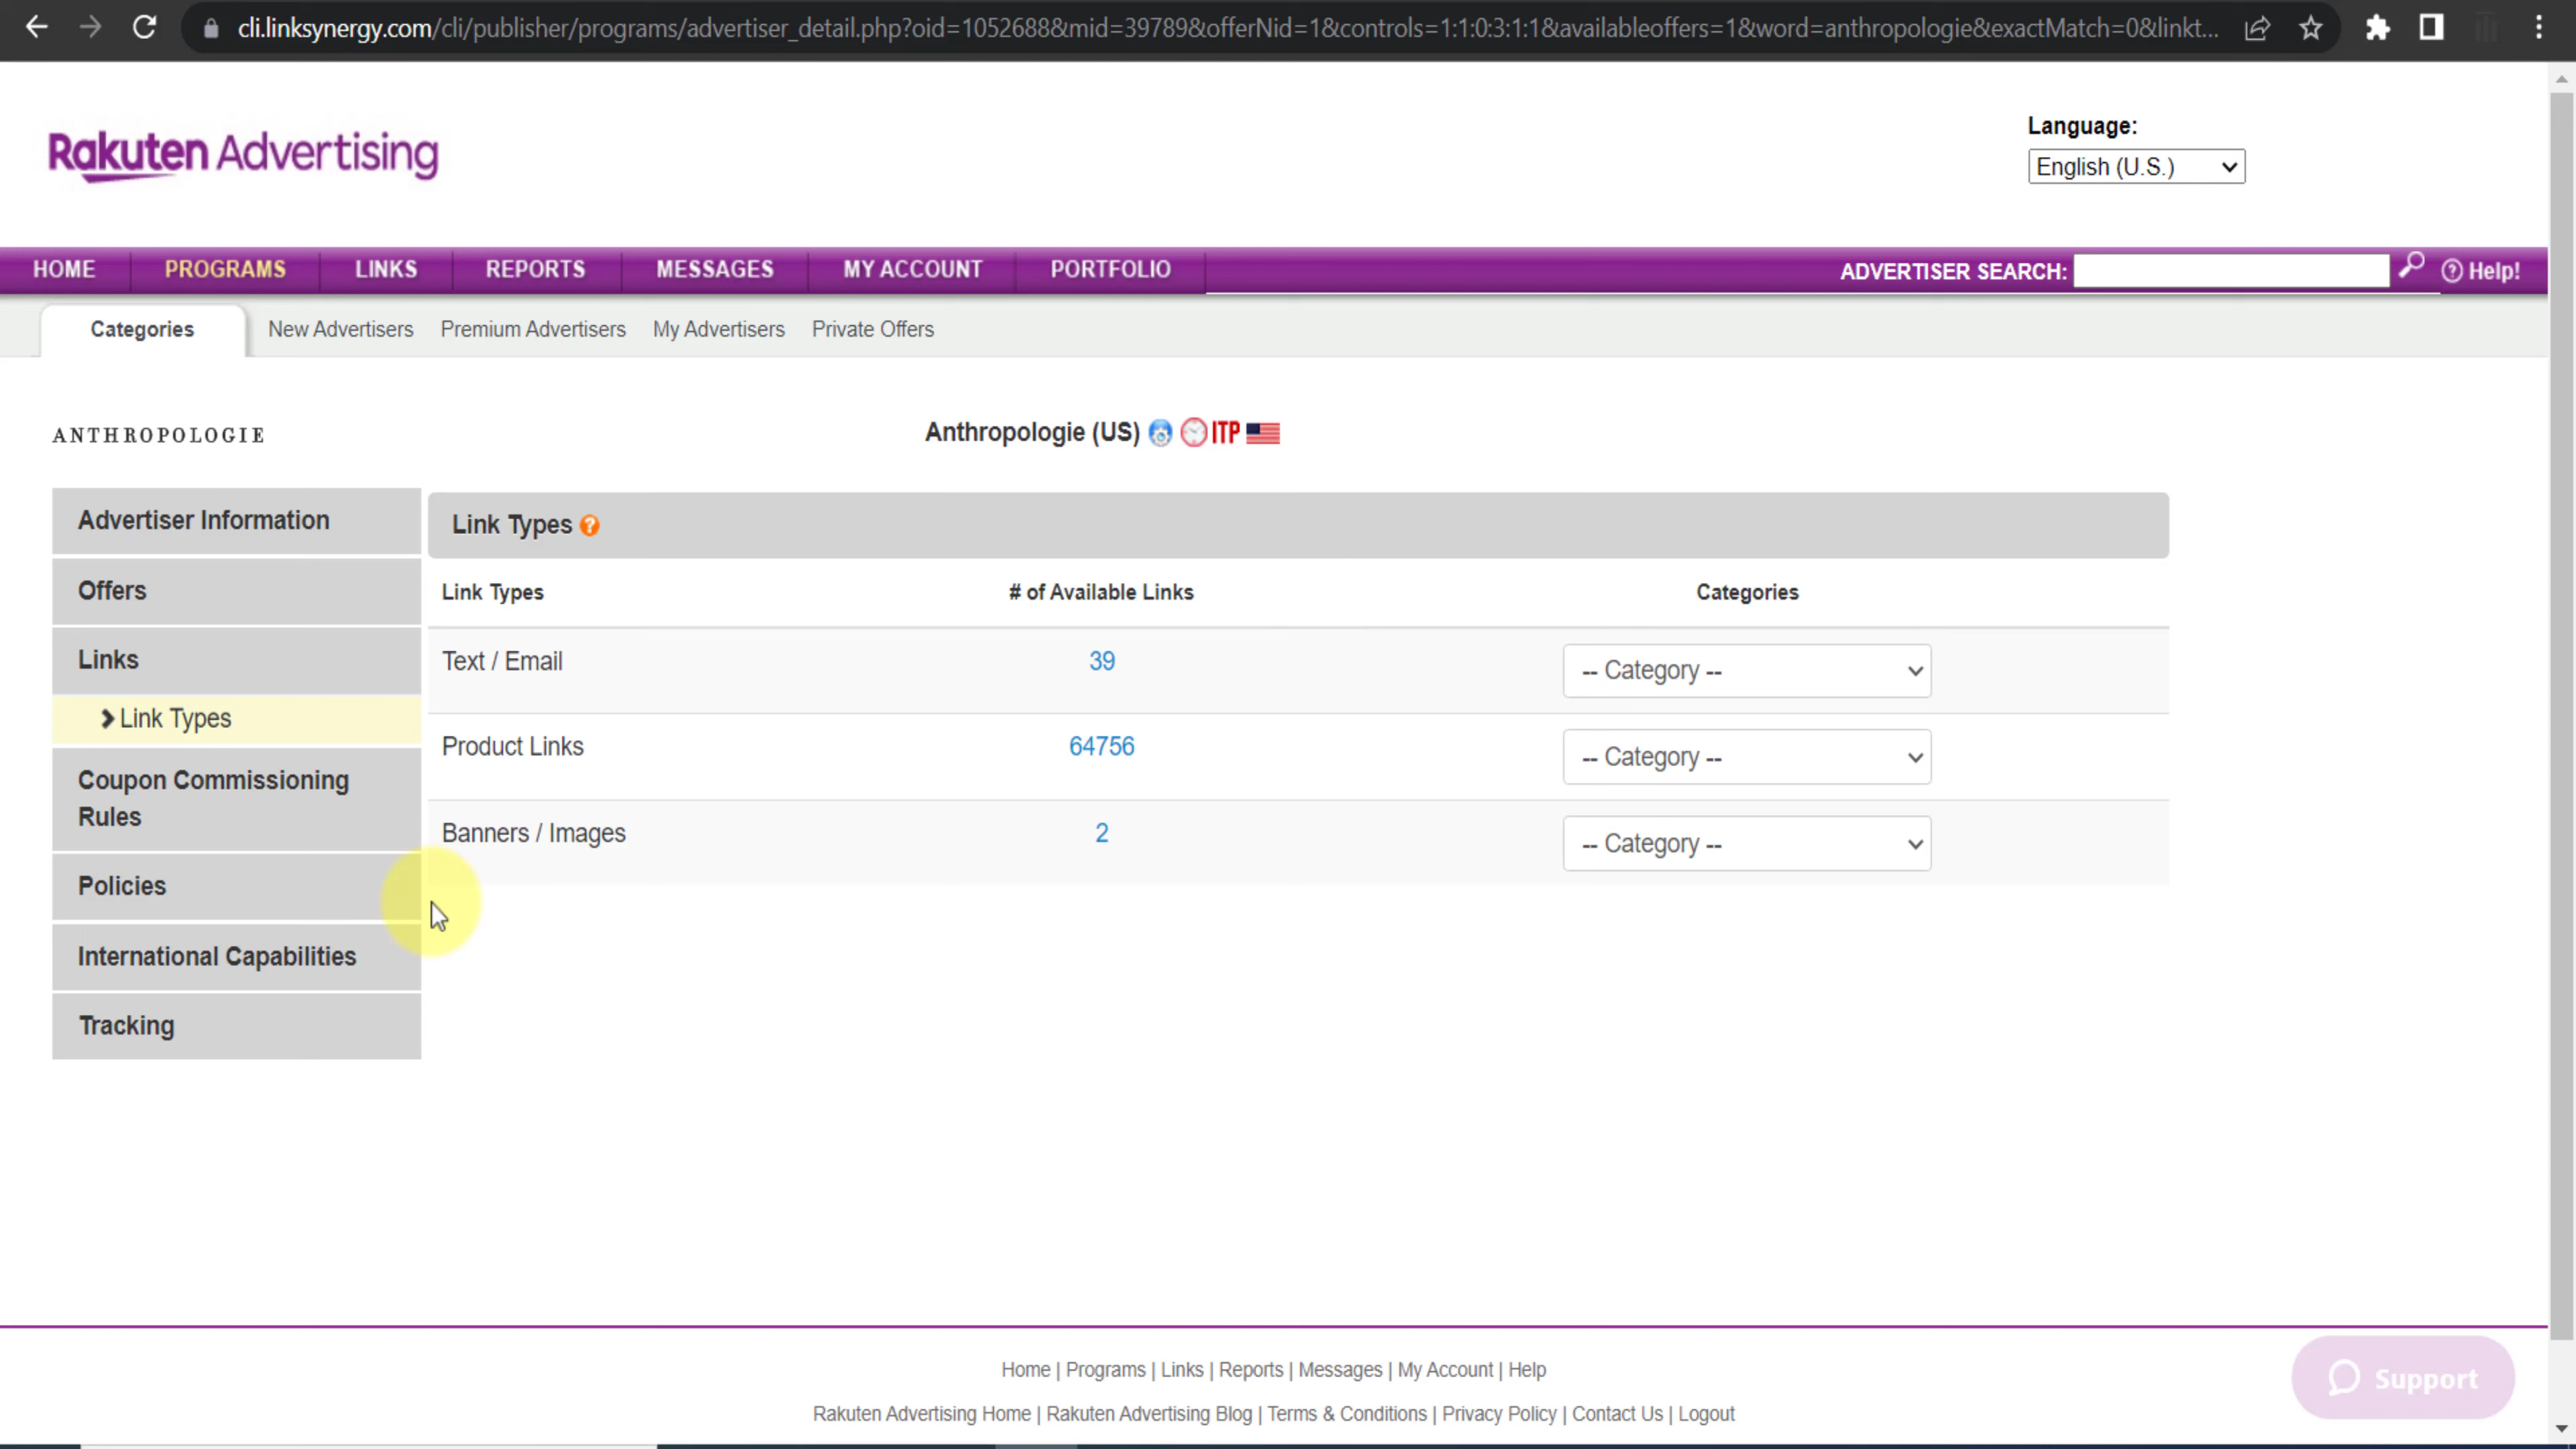 cli.linksynergy.com/cli/publisher/programs/advertiser_detail.php?oid=1052688&mid=39789&offerNid=1&controls=1:1:0:3:1:1&availableoffers=1&word=anthropologie&exactMatch=0&linkt...
Rakuten Advertising
Language:
English (U.S.)
HOME PROGRAMS LINKS REPORTS MESSAGES MY ACCOUNT PORTFOLIO ADVERTISER SEARCH: ? Help!
Categories New Advertisers Premium Advertisers My Advertisers Private Offers
ANTHROPOLOGIE
Anthropologie (US) ITP
Advertiser Information
Offers
Links
Link Types
Coupon Commissioning
Rules
Policies
International Capabilities
Tracking
Link Types ?
Link Types # of Available Links Categories
Text / Email 39 -- Category --
Product Links 64756 -- Category --
Banners / Images 2 -- Category --
Home | Programs | Links | Reports | Messages | My Account | Help
Rakuten Advertising Home | Rakuten Advertising Blog | Terms & Conditions | Privacy Policy | Contact Us | Logout
Support